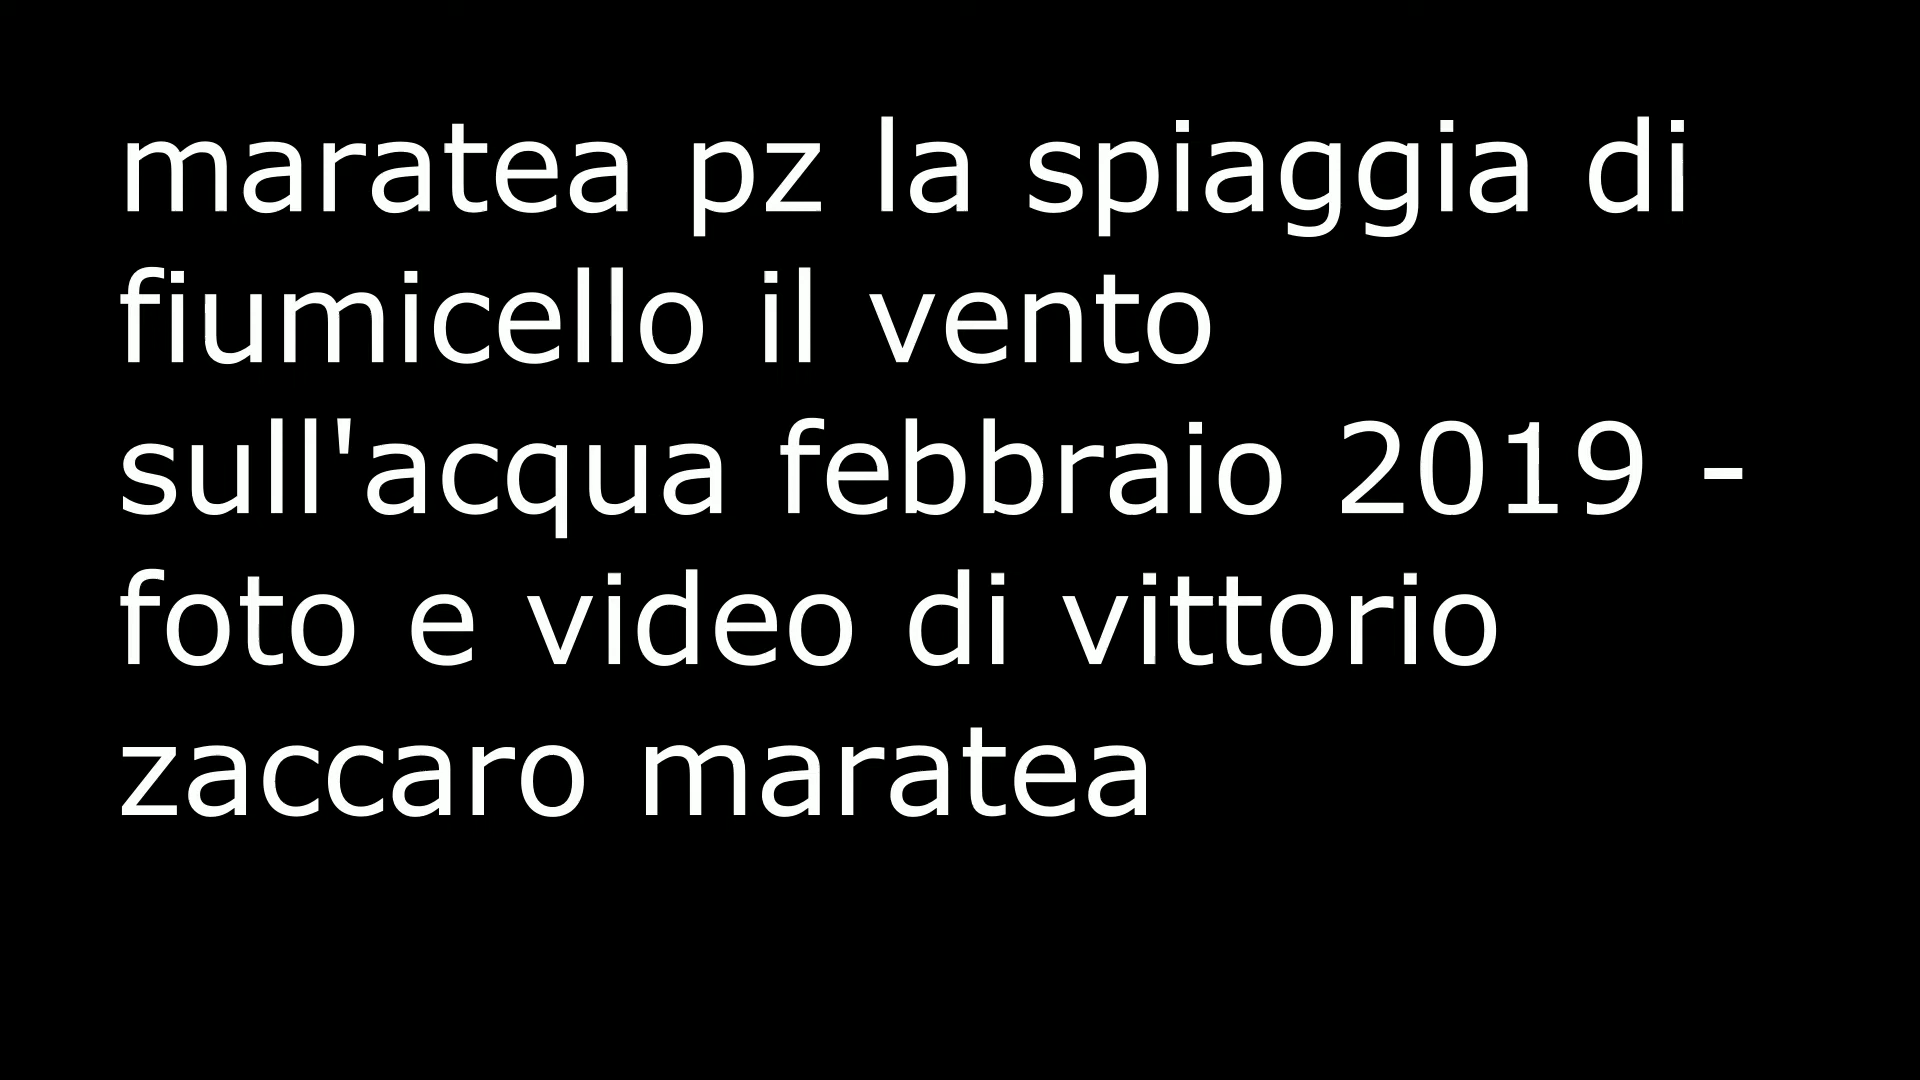 maratea pz la spiaggia di
fiumicello il vento
sull'acqua febbraio 2019 -
foto e video di vittorio
zaccaro maratea